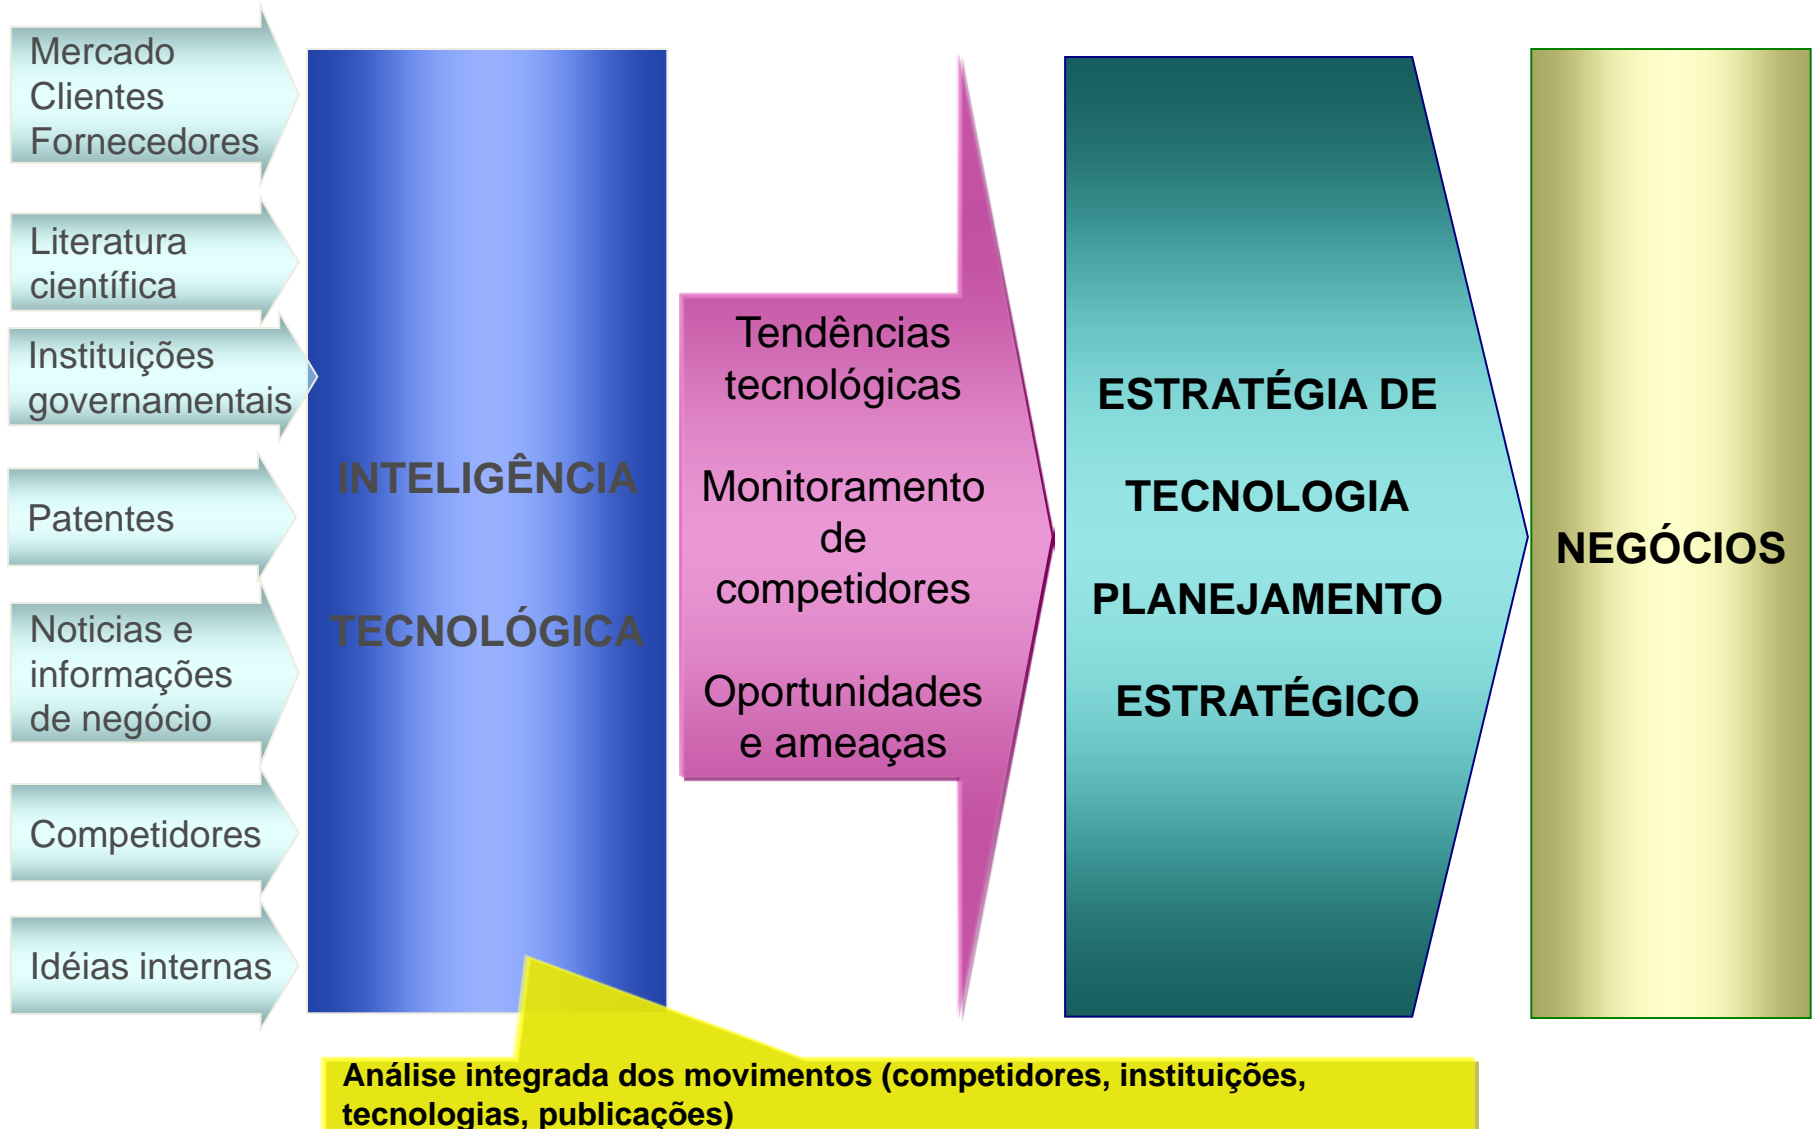 Mercado
Clientes
Fornecedores
Literatura
científica
Instituições
governamentais
Patentes
Noticias e
informações
de negócio
Competidores
Idéias internas
INTELIGÊNCIA
TECNOLÓGICA
Tendências
tecnológicas
Monitoramento
de
competidores
Oportunidades
e ameaças
ESTRATÉGIA DE
TECNOLOGIA
PLANEJAMENTO
ESTRATÉGICO
NEGÓCIOS
Análise integrada dos movimentos (competidores, instituições,
tecnologias, publicações)